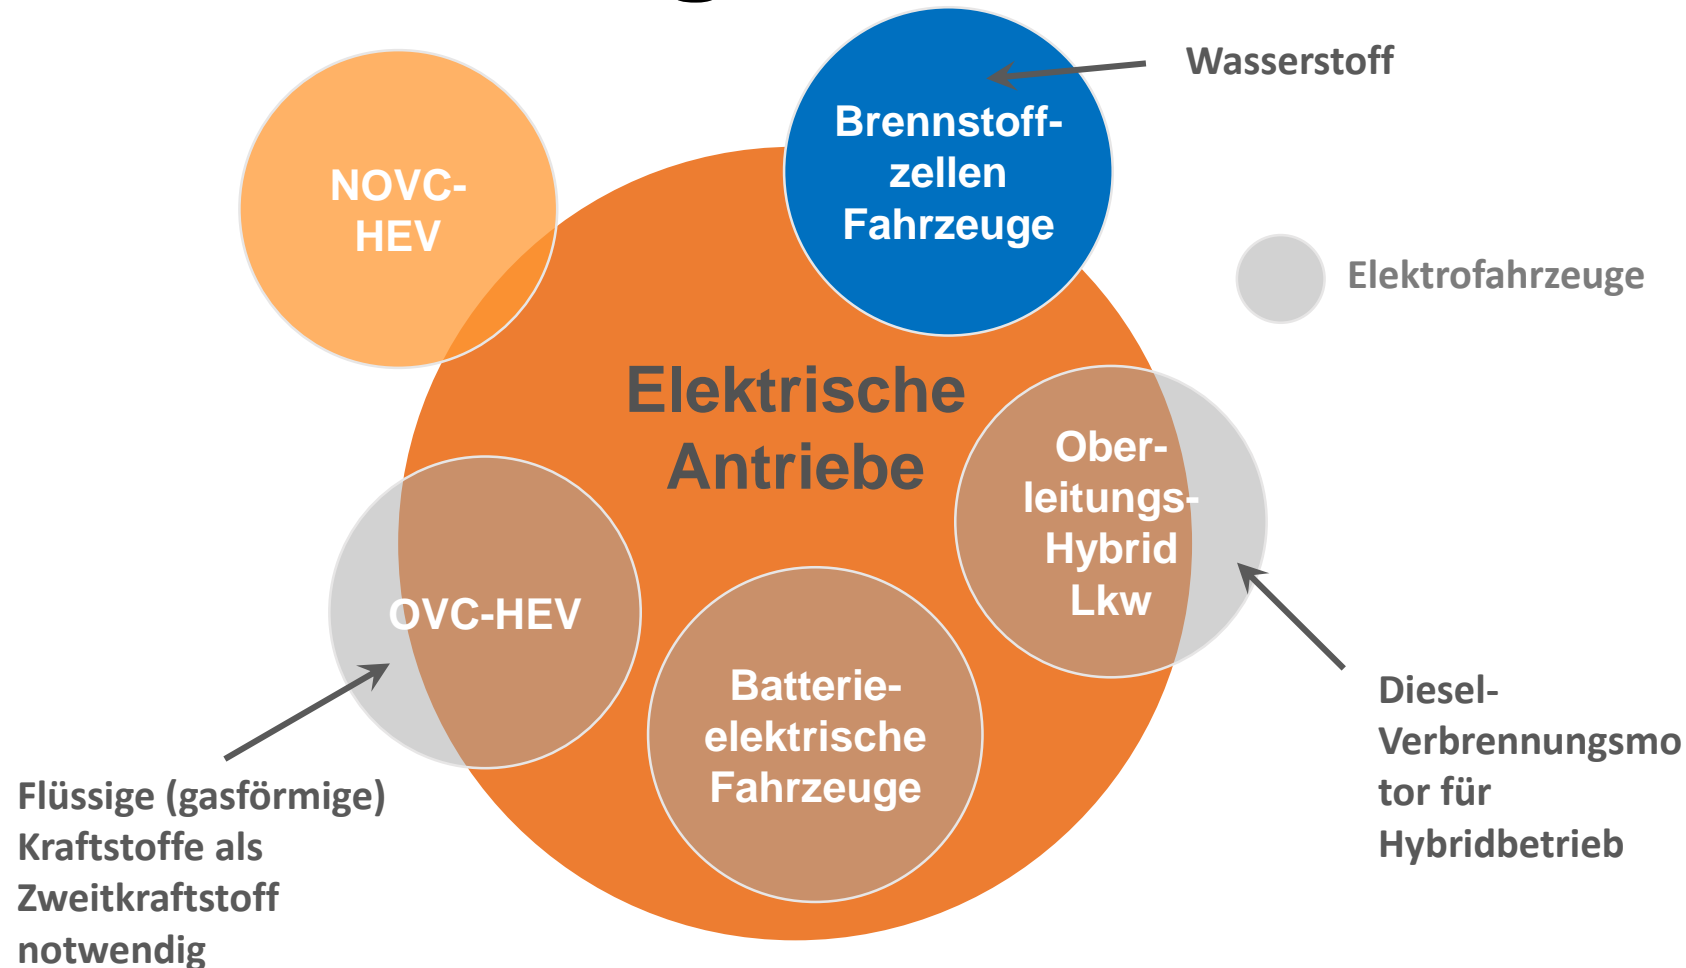 Wasserstoff
Brennstoff-
zellen
Fahrzeuge
NOVC-
HEV
Elektrofahrzeuge
Elektrische
Antriebe
Ober-
leitungs-
Hybrid
Lkw
OVC-HEV
Batterie-
elektrische
Fahrzeuge
Diesel-
Verbrennungsmo
tor für
Hybridbetrieb
Flüssige (gasförmige)
Kraftstoffe als
Zweitkraftstoff
notwendig